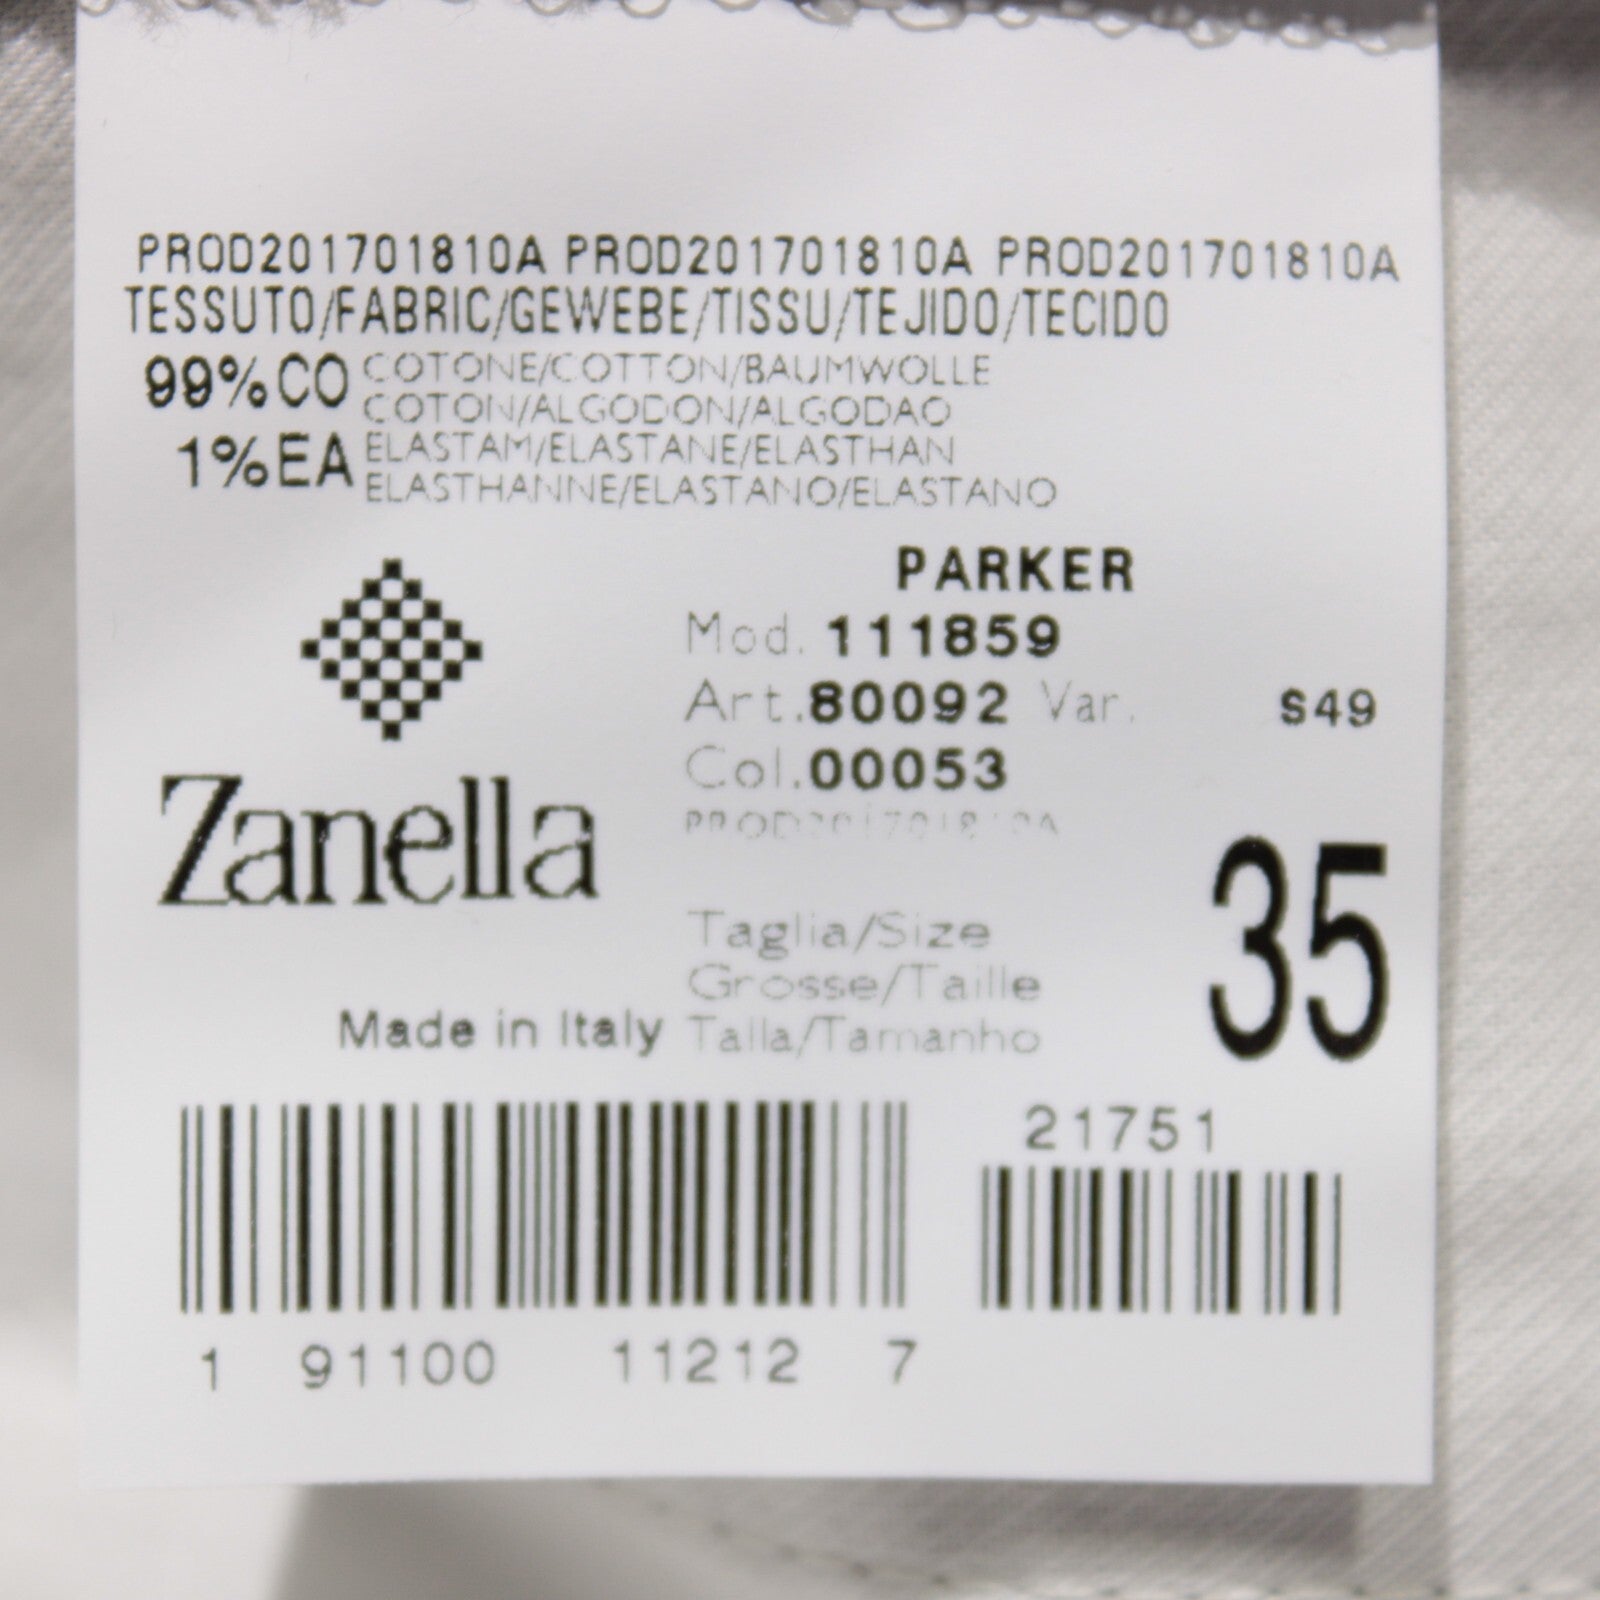 PROD201701810A PROD201701810A PROD201701810A
TESSUTO/FABRIC/GEWEBE/TISSU/TEJIDO/TECIDO
99%CO COTONE/COTTON/BAUMWOLLE
COTON/ALGODON/ALGODAO
1%EA ELASTAM/ELASTANE/ELASTHAN
ELASTHANNE/ELASTANO/ELASTANO
PARKER
Mod. 111859
Art.80092 Var. S49
Col.00053
PROD201701810A
Zanella
Taglia/Size
Grosse/Taille
Talla/Tamanho
35
Made in Italy
21751
1 91100 11212 7